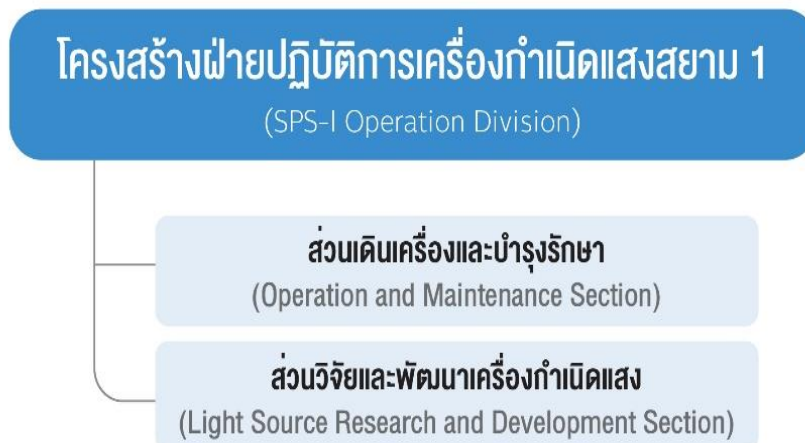 โครงสร้างฝ่ายปฏิบัติการเครื่องกำเนิดแสงสยาม 1
(SPS-I Operation Division)
ส่วนเดินเครื่องและบำรุงรักษา
(Operation and Maintenance Section)
ส่วนวิจัยและพัฒนาเครื่องกำเนิดแสง
(Light Source Research and Development Section)